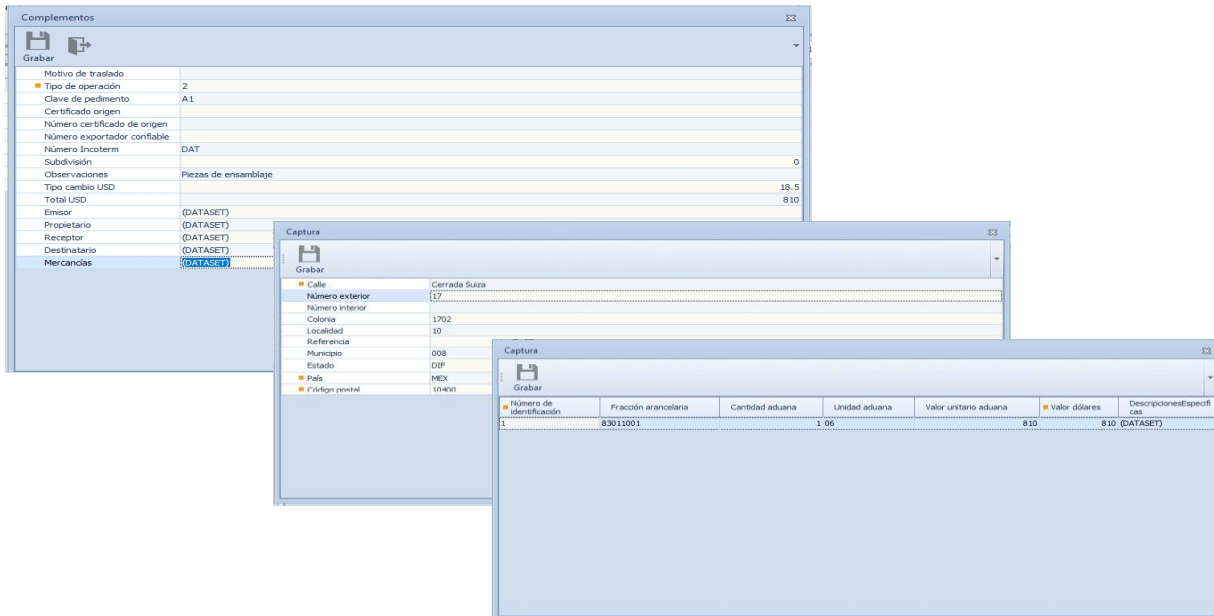 Complementos
Grabar
Motivo de traslado
Tipo de operación 2
Clave de pedimento A1
Certificado origen
Número certificado de origen
Número exportador confiable
Número Incoterm DAT
Subdivisión 0
Observaciones Piezas de ensamblaje
Tipo cambio USD 18.5
Total USD 810
Emisor (DATASET)
Propietario (DATASET)
Receptor (DATASET)
Destinatario (DATASET)
Mercancías (DATASET)
Captura
Grabar
Calle Cerrada Suiza
Número exterior 17
Número interior
Colonia 1702
Localidad 10
Referencia
Municipio 008
Estado DIF
País MEX
Código postal 10400
Captura
Grabar
Número de identificación Fracción arancelaria Cantidad aduana Unidad aduana Valor unitario aduana Valor dólares DescripcionesEspecificas
1 83011001 1 06 810 810 (DATASET)